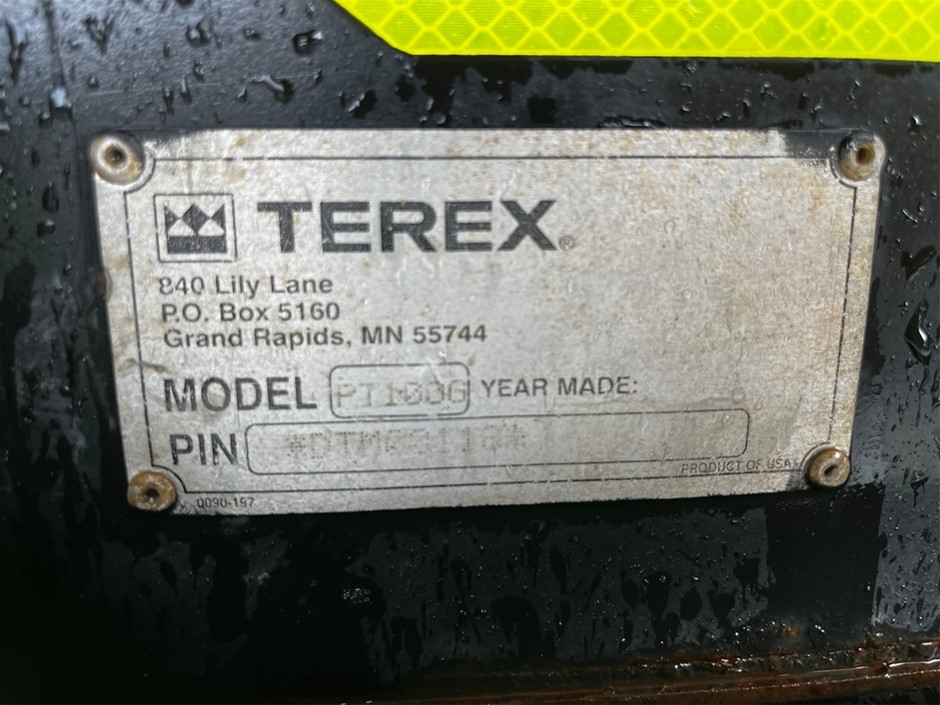 TEREX®
840 Lily Lane
P.O. Box 5160
Grand Rapids, MN 55744
MODEL PT100G YEAR MADE:
PIN
PRODUCT OF USA
0090-197